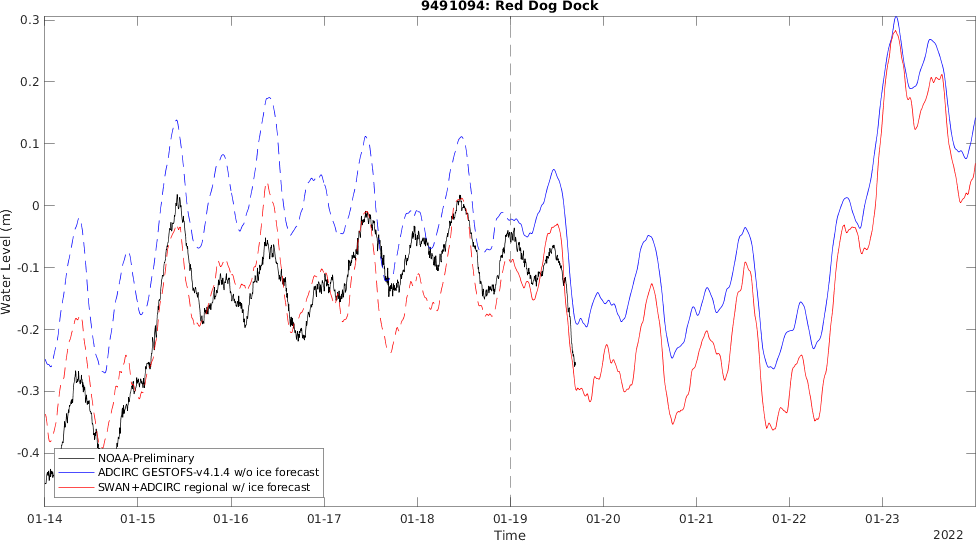 9491094: Red Dog Dock
0.3
0.2
0.1
0
-0.1
-0.2
-0.3
-0.4
Water Level (m)
NOAA-Preliminary
ADCIRC GESTOFS-v4.1.4 w/o ice forecast
SWAN+ADCIRC regional w/ ice forecast
01-14 01-15 01-16 01-17 01-18 01-19 01-20 01-21 01-22 01-23
Time
2022